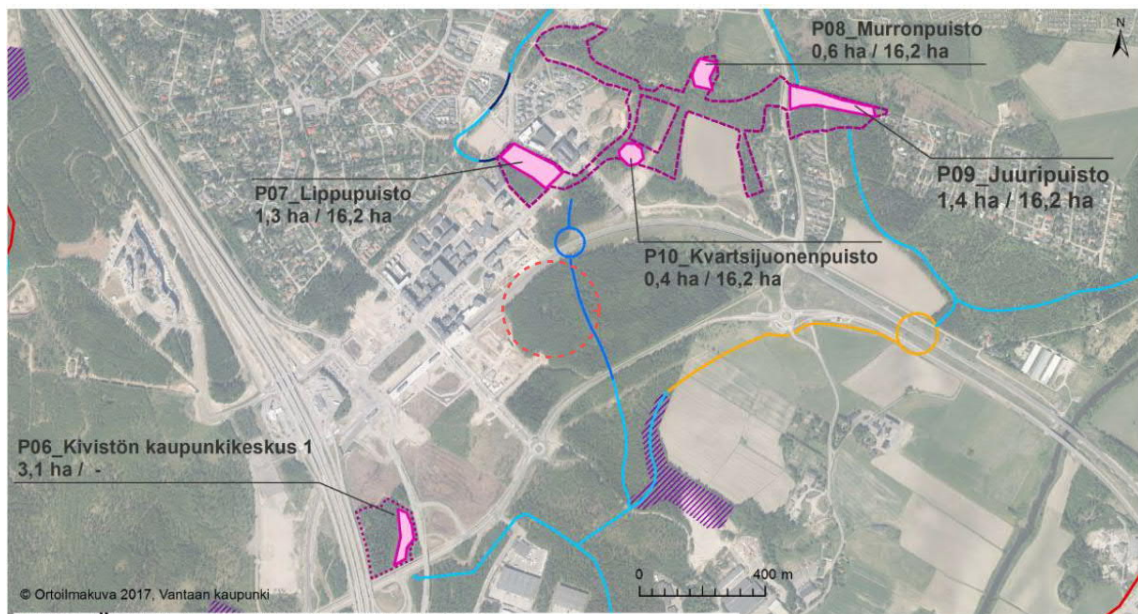 P08_Murronpuisto
0,6 ha / 16,2 ha
N
P07_Lippupuisto
1,3 ha / 16,2 ha
P09_Juuripuisto
1,4 ha / 16,2 ha
P10_Kvartsijuonenpuisto
0,4 ha / 16,2 ha
P06_Kivistön kaupunkikeskus 1
3,1 ha / -
0 400 m
© Ortoilmakuva 2017, Vantaan kaupunki